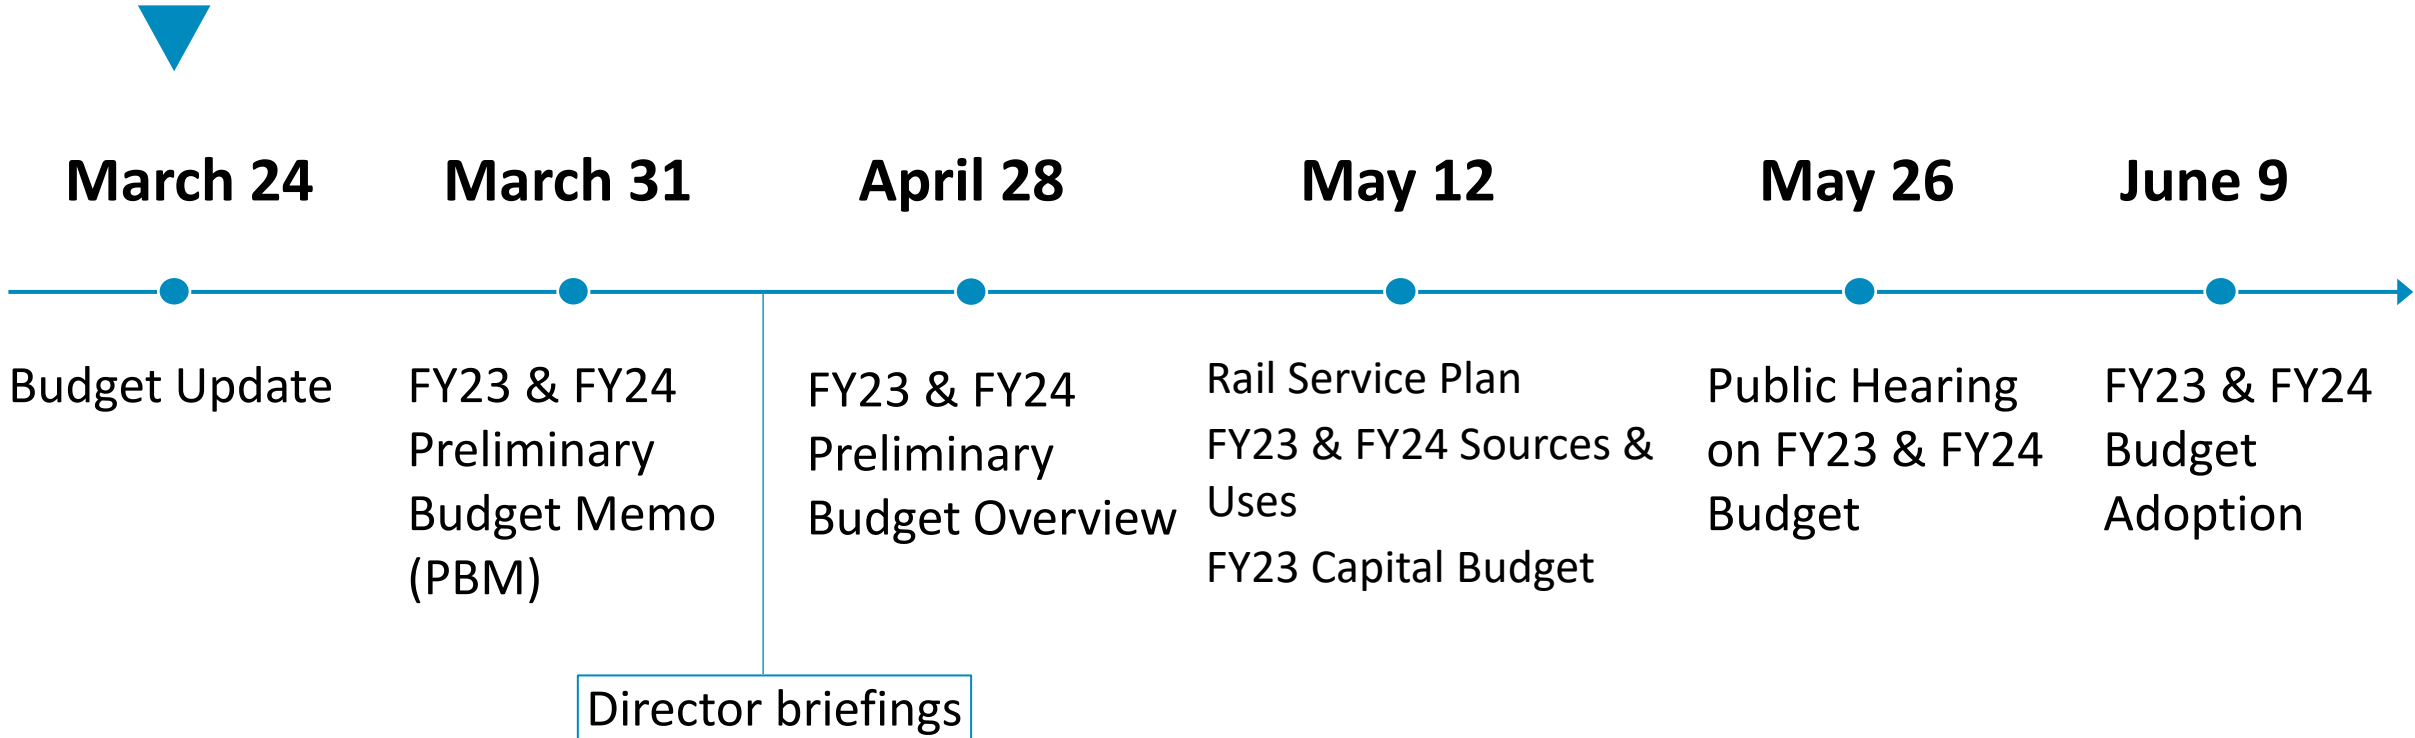 March 24
March 31
April 28
May 12
May 26
June 9
Budget Update
FY23 & FY24
Preliminary
Budget Memo
(PBM)
FY23 & FY24
Preliminary
Budget Overview
Rail Service Plan
FY23 & FY24 Sources &
Uses
FY23 Capital Budget
Public Hearing
on FY23 & FY24
Budget
FY23 & FY24
Budget
Adoption
Director briefings